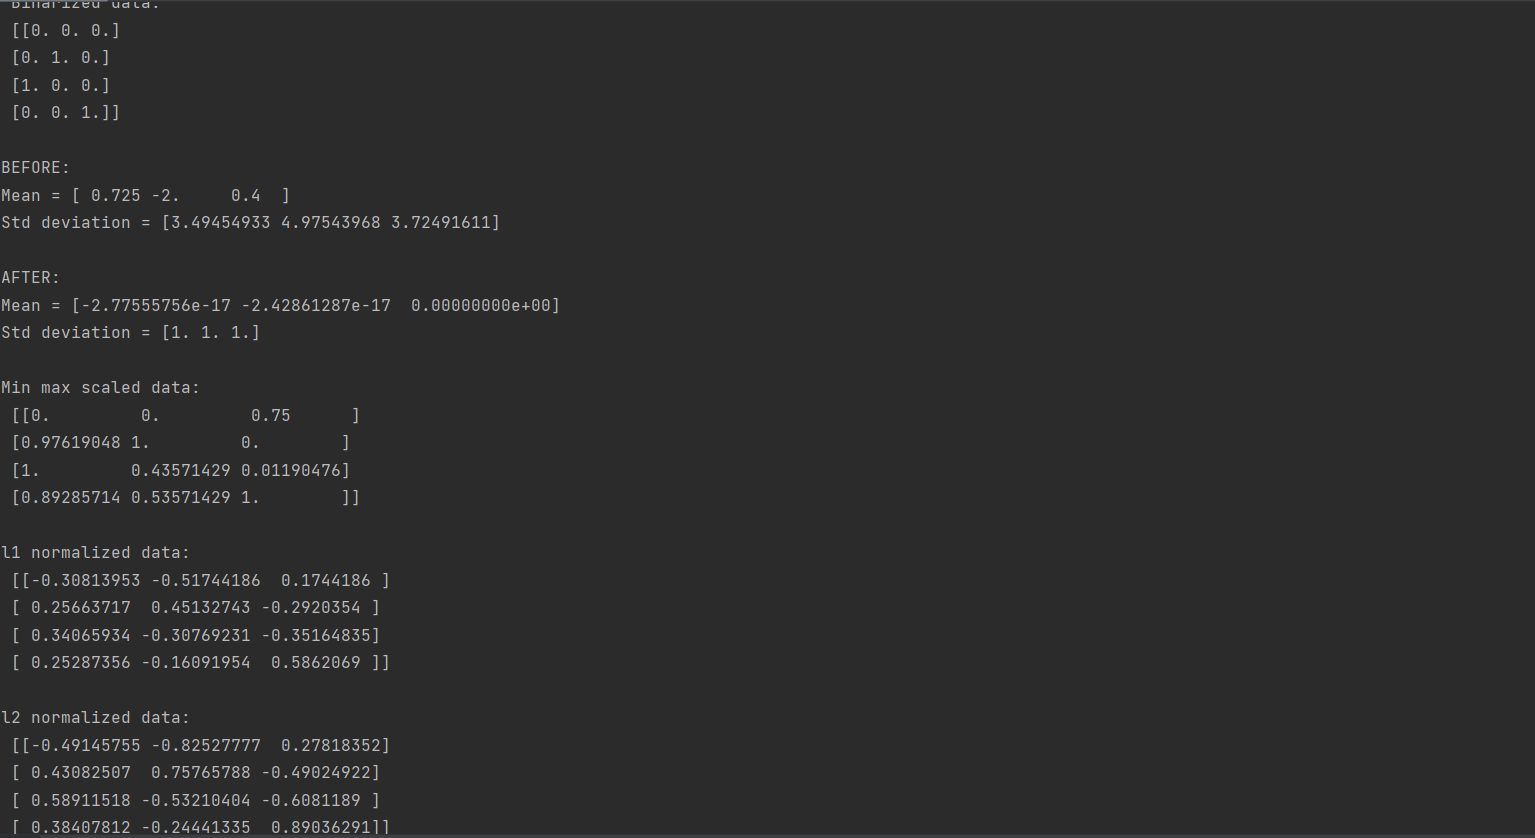 Binarized data:
[[0. 0. 0.]
[0. 1. 0.]
[1. 0. 0.]
[0. 0. 1.]]
BEFORE:
Mean = [ 0.725 -2.     0.4  ]
Std deviation = [3.49454933 4.97543968 3.72491611]
AFTER:
Mean = [-2.77555756e-17 -2.42861287e-17  0.00000000e+00]
Std deviation = [1. 1. 1.]
Min max scaled data:
[[0.         0.         0.75      ]
[0.97619048 1.         0.        ]
[1.         0.43571429 0.01190476]
[0.89285714 0.53571429 1.        ]]
l1 normalized data:
[[-0.30813953 -0.51744186  0.1744186 ]
[ 0.25663717  0.45132743 -0.2920354 ]
[ 0.34065934 -0.30769231 -0.35164835]
[ 0.25287356 -0.16091954  0.5862069 ]]
l2 normalized data:
[[-0.49145755 -0.82527777  0.27818352]
[ 0.43082507  0.75765788 -0.49024922]
[ 0.58911518 -0.53210404 -0.6081189 ]
[ 0.38407812 -0.24441335  0.89036291]]